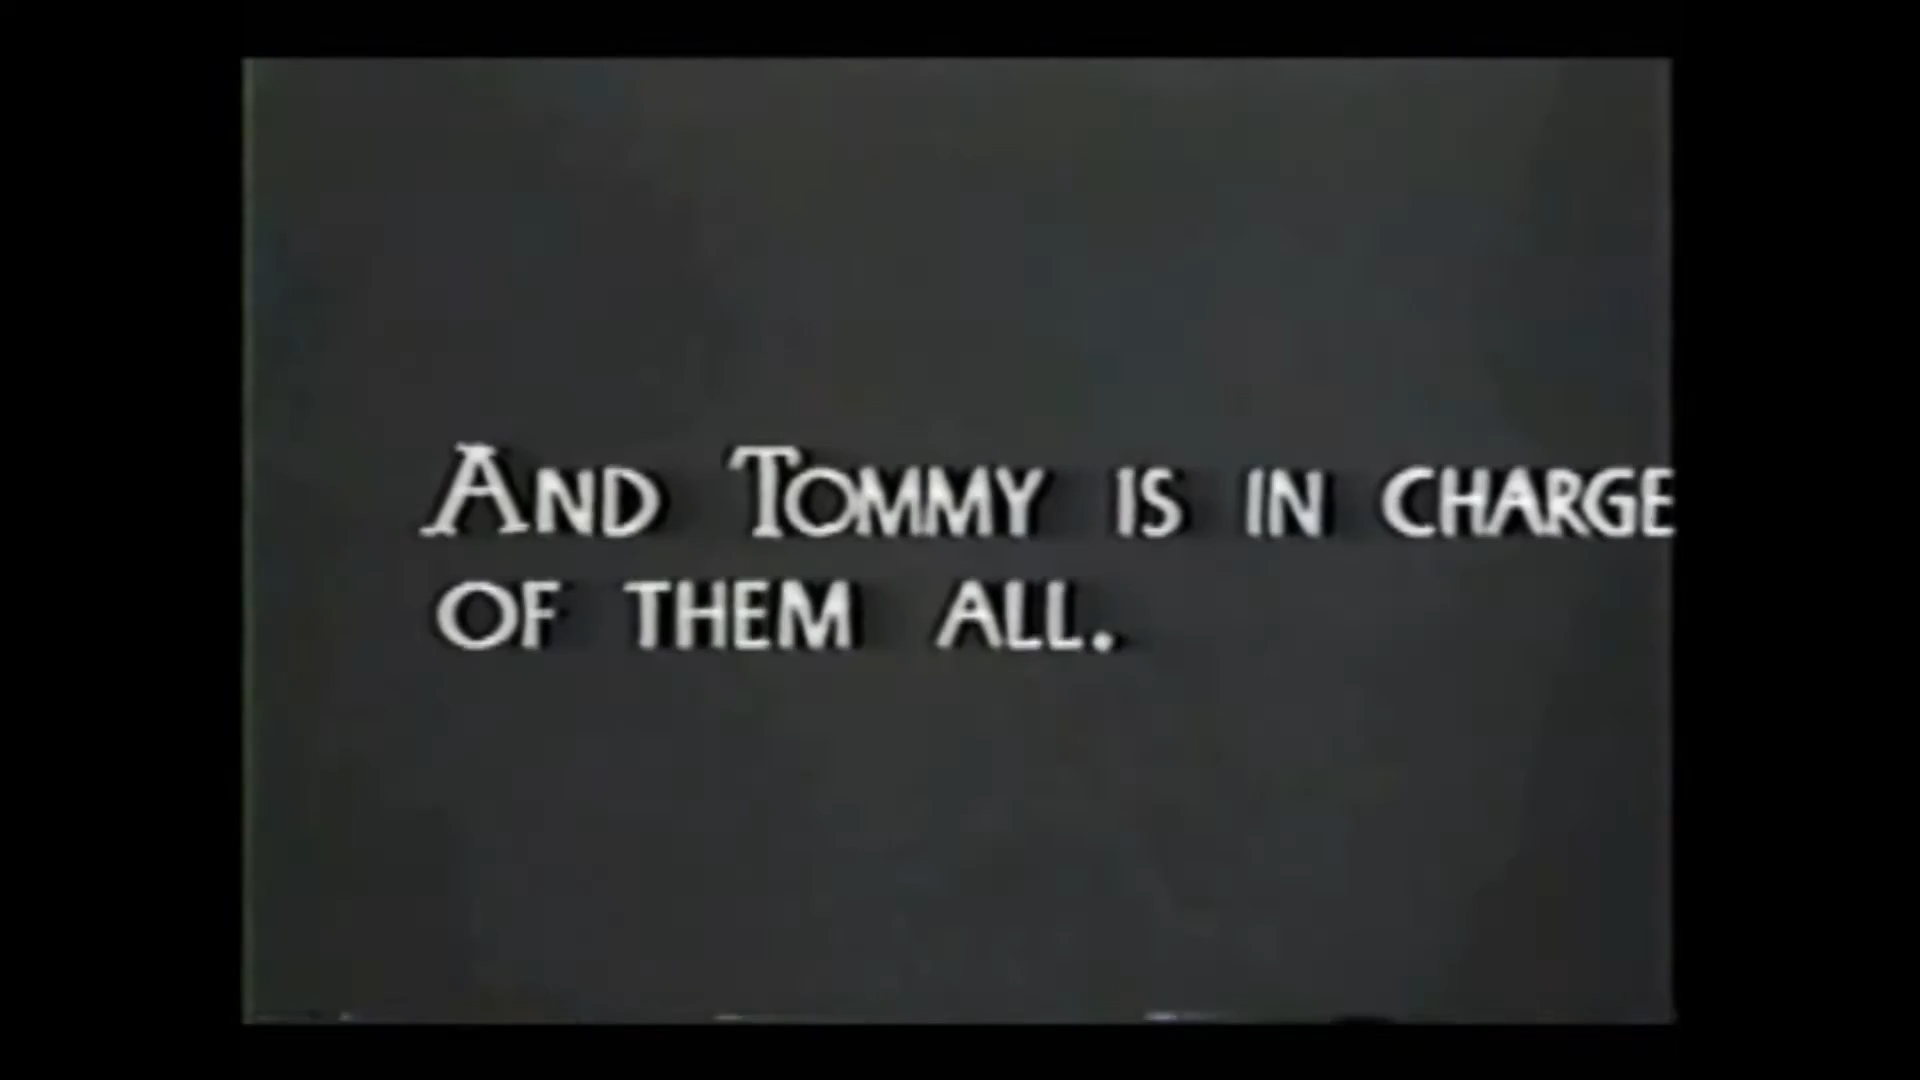 And Tommy is in charge
of them all.